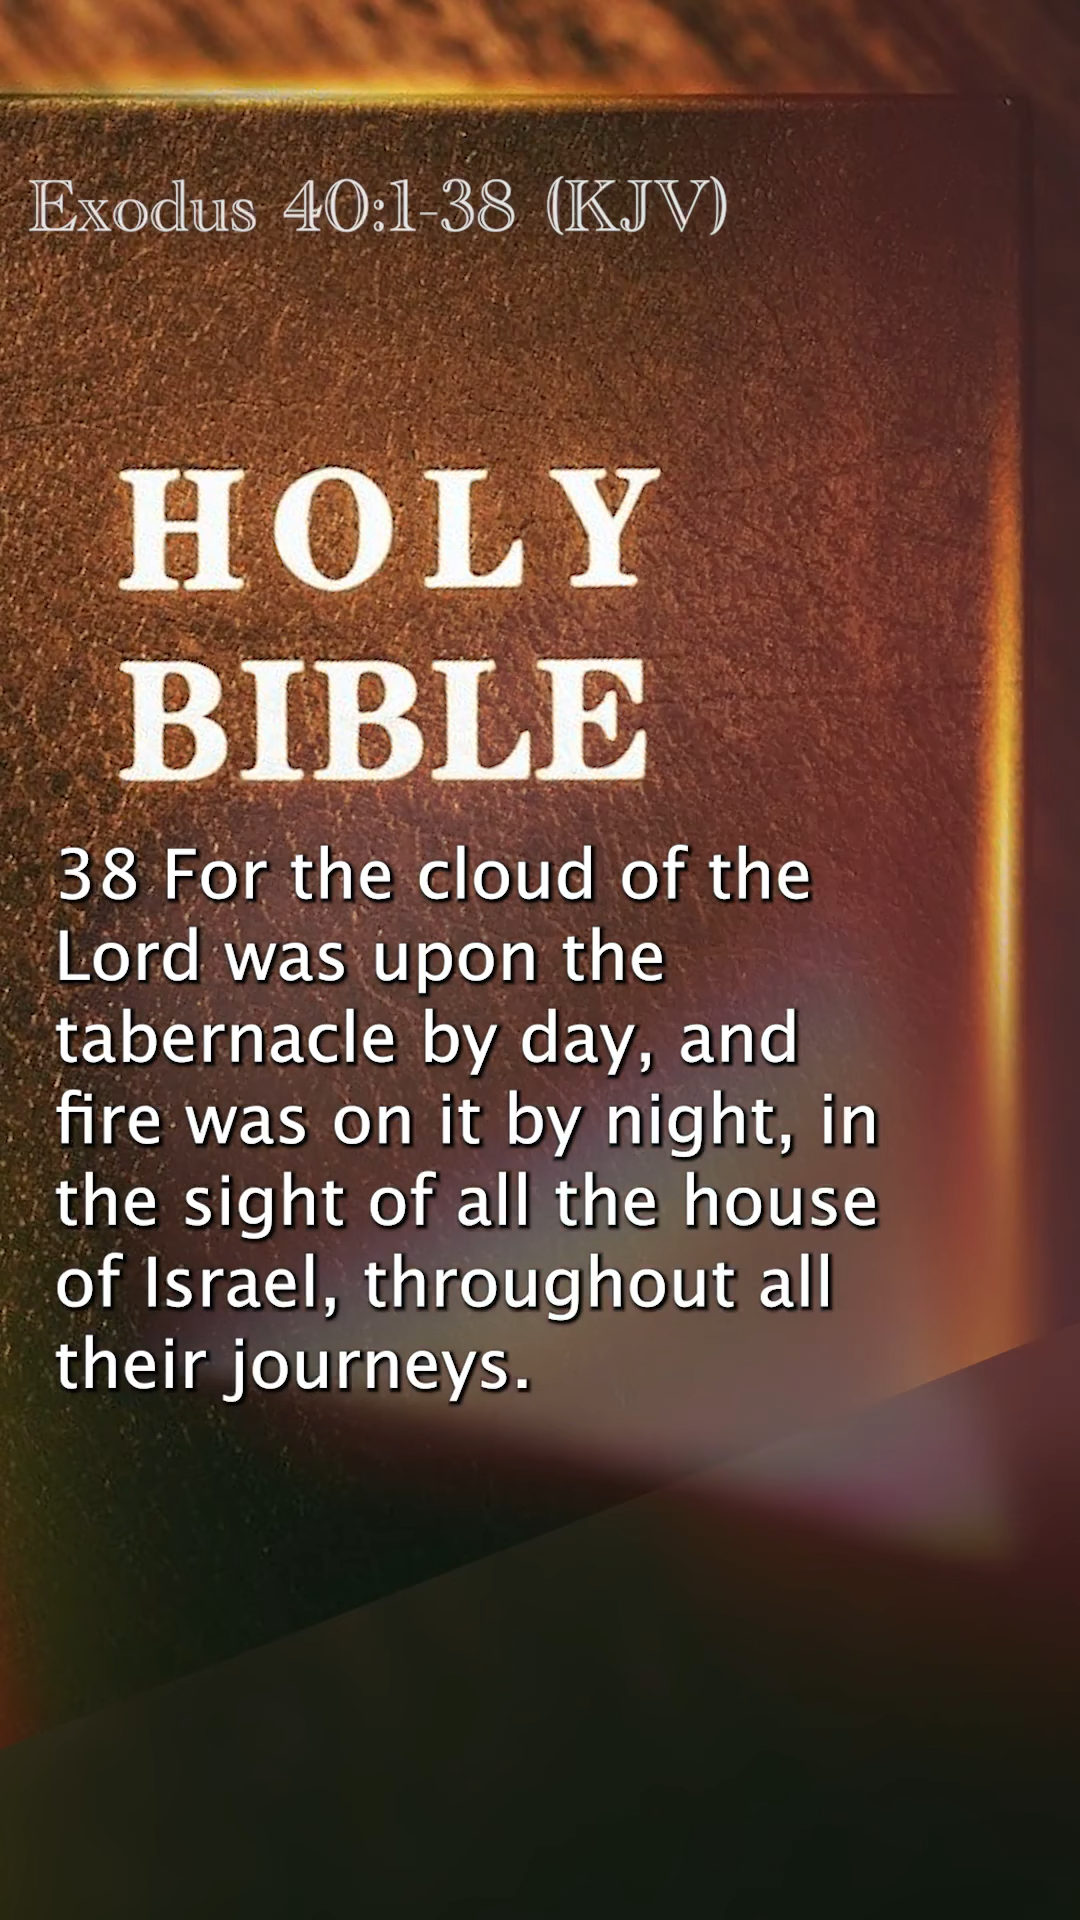 Exodus 40:1-38 (KJV)
HOLY
BIBLE
38 For the cloud of the
Lord was upon the
tabernacle by day, and
fire was on it by night, in
the sight of all the house
of Israel, throughout all
their journeys.